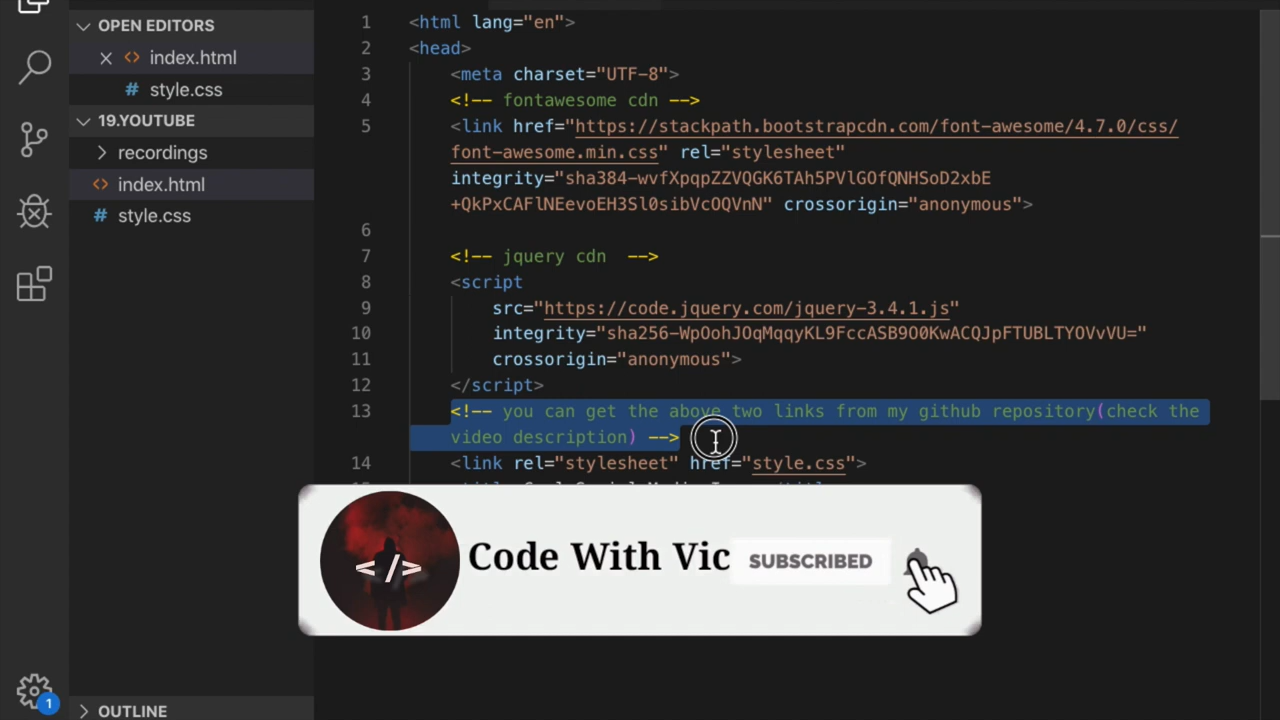 OPEN EDITORS
index.html
style.css
19.YOUTUBE
recordings
index.html
style.css
OUTLINE
1
1 <html lang="en">
2 <head>
3 <meta charset="UTF-8">
4 <!-- fontawesome cdn -->
5 <link href="https://stackpath.bootstrapcdn.com/font-awesome/4.7.0/css/
font-awesome.min.css" rel="stylesheet"
integrity="sha384-wvfXpqpZZVQGK6TAh5PVlGOfQNHSoD2xbE
+QkPxCAFlNEevoEH3Sl0sibVcOQVnN" crossorigin="anonymous">
6
7 <!-- jquery cdn -->
8 <script
9 src="https://code.jquery.com/jquery-3.4.1.js"
10 integrity="sha256-WpOohJOqMqqyKL9FccASB9O0KwACQJpFTUBLTYOVvVU="
11 crossorigin="anonymous">
12 </script>
13 <!-- you can get the above two links from my github repository(check the
video description) -->
14 <link rel="stylesheet" href="style.css">
</>
Code With Vic
SUBSCRIBED